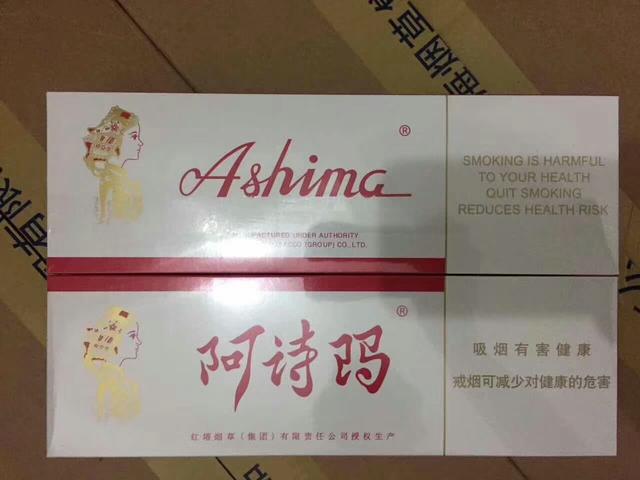 Ashima®
UNDER AUTHORITY
(GROUP) CO., LTD.
SMOKING IS HARMFUL
TO YOUR HEALTH
QUIT SMOKING
REDUCES HEALTH RISK
阿诗玛®
红塔烟草(集团)有限责任公司授权生产
吸烟有害健康
戒烟可减少对健康的危害